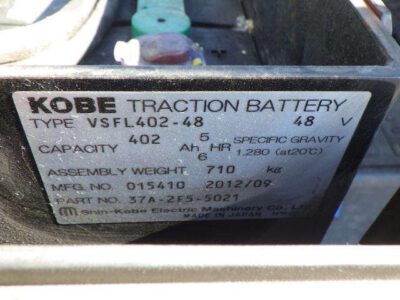 KOBE TRACTION BATTERY
TYPE VSFL402-48 48 V
CAPACITY 402 Ah 5 HR SPECIFIC GRAVITY
6 1,280 (at20℃)
ASSEMBLY WEIGHT 710 kg
MFG. NO 015410 2012/09
PART NO. 37A-2F5-5021
Shin-Kobe Electric Machinery Co., L
MADE IN JAPAN